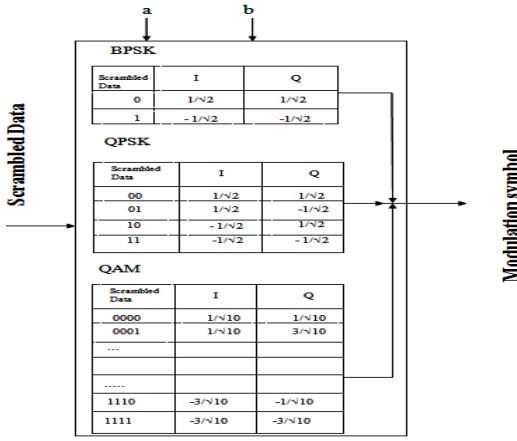 a b
Scrambled Data
BPSK
Scrambled Data I Q
0 1/√2 1/√2
1 - 1/√2 -1/√2
QPSK
Scrambled Data I Q
00 1/√2 1/√2
01 1/√2 -1/√2
10 - 1/√2 1/√2
11 -1/√2 - 1/√2
QAM
Scrambled Data I Q
0000 1/√10 1/√10
0001 1/√10 3/√10
...
.....
1110 -3/√10 -1/√10
1111 -3/√10 -3/√10
Modulation symbol